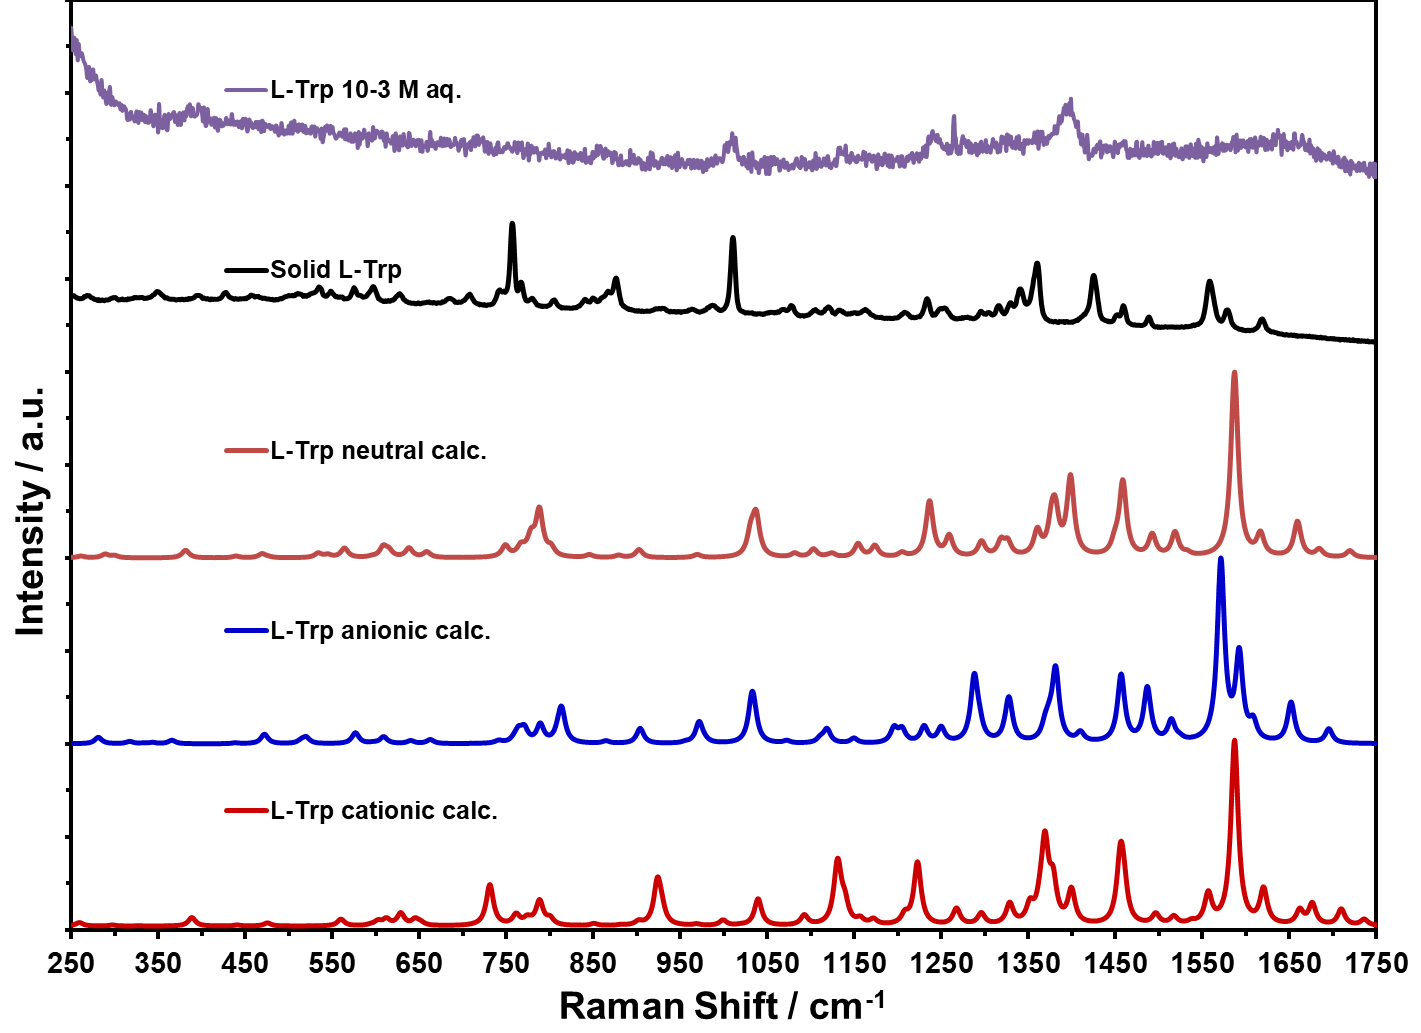 L-Trp 10-3 M aq.
Solid L-Trp
L-Trp neutral calc.
L-Trp anionic calc.
L-Trp cationic calc.
Intensity / a.u.
250 350 450 550 650 750 850 950 1050 1150 1250 1350 1450 1550 1650 1750
Raman Shift / cm-1